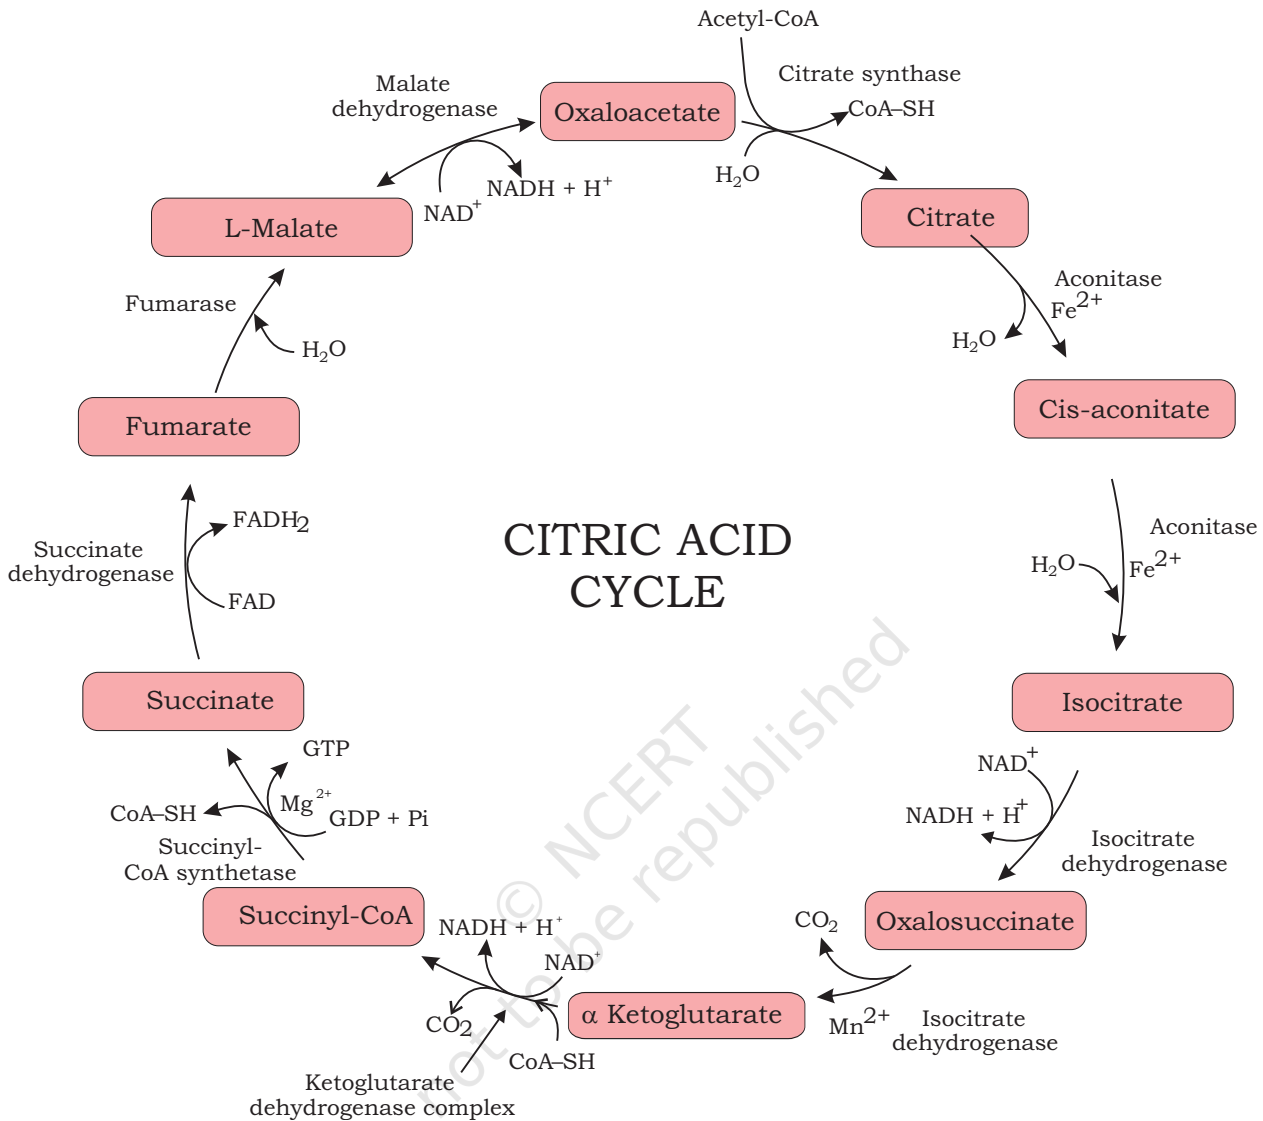 Acetyl-CoA
Citrate synthase
CoA–SH
H₂O
Malate
dehydrogenase
Oxaloacetate
NADH + H⁺
NAD⁺
L-Malate
Citrate
Aconitase
Fe²⁺
H₂O
Fumarase
H₂O
Cis-aconitate
Fumarate
Aconitase
Fe²⁺
H₂O
CITRIC ACID
CYCLE
FADH2
Succinate
dehydrogenase
FAD
Succinate
Isocitrate
GTP
Mg²⁺
GDP + Pi
CoA–SH
Succinyl-
CoA synthetase
NAD⁺
NADH + H⁺
Isocitrate
dehydrogenase
Succinyl-CoA
Oxalosuccinate
CO₂
NADH + H⁺
NAD⁺
α Ketoglutarate
Mn²⁺
Isocitrate
dehydrogenase
CO₂
CoA–SH
Ketoglutarate
dehydrogenase complex
© NCERT
not to be republished